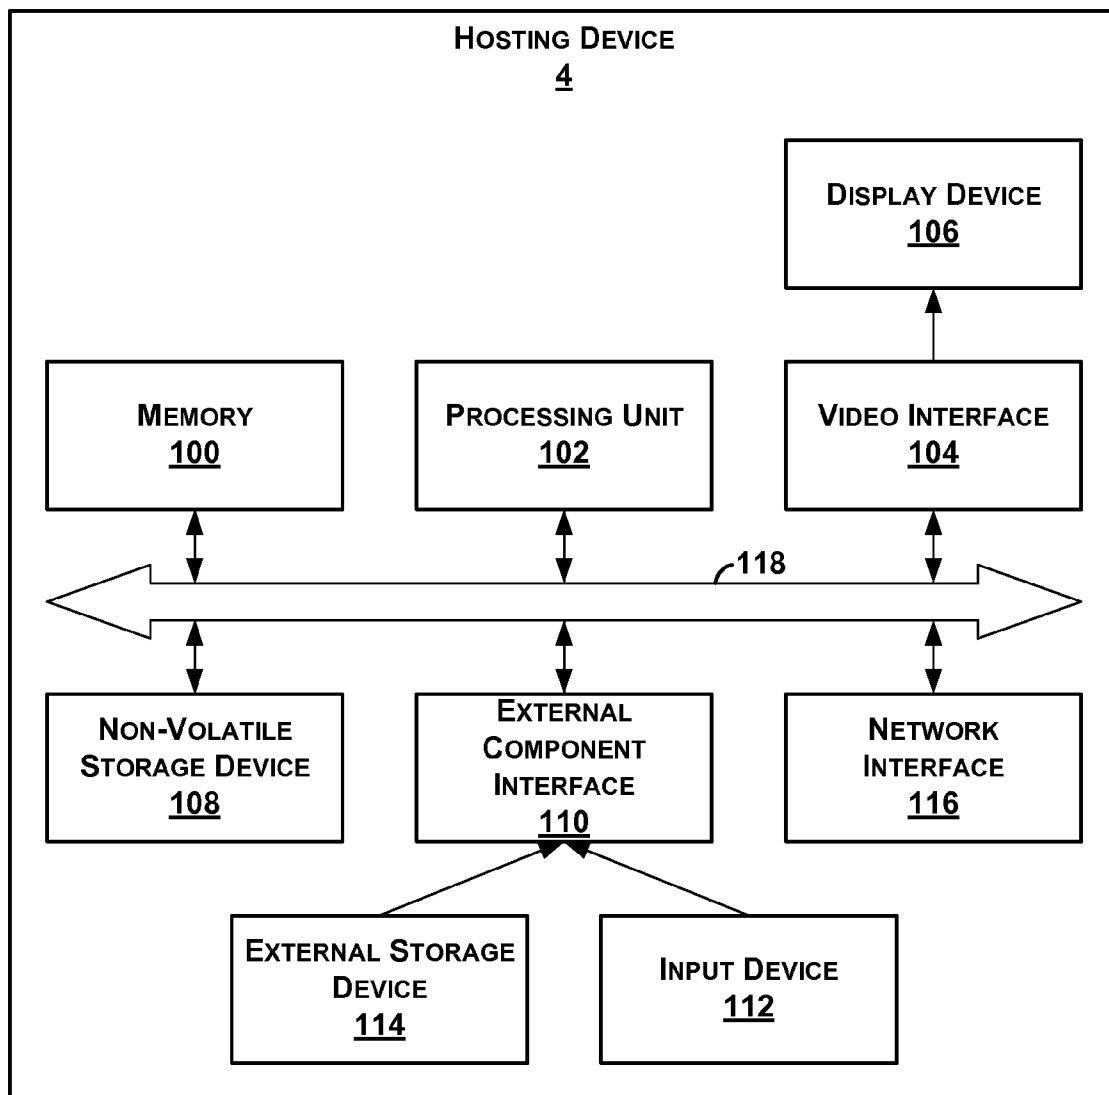 HOSTING DEVICE
4
DISPLAY DEVICE
106
MEMORY
100
PROCESSING UNIT
102
VIDEO INTERFACE
104
118
NON-VOLATILE
STORAGE DEVICE
108
EXTERNAL
COMPONENT
INTERFACE
110
NETWORK
INTERFACE
116
EXTERNAL STORAGE
DEVICE
114
INPUT DEVICE
112